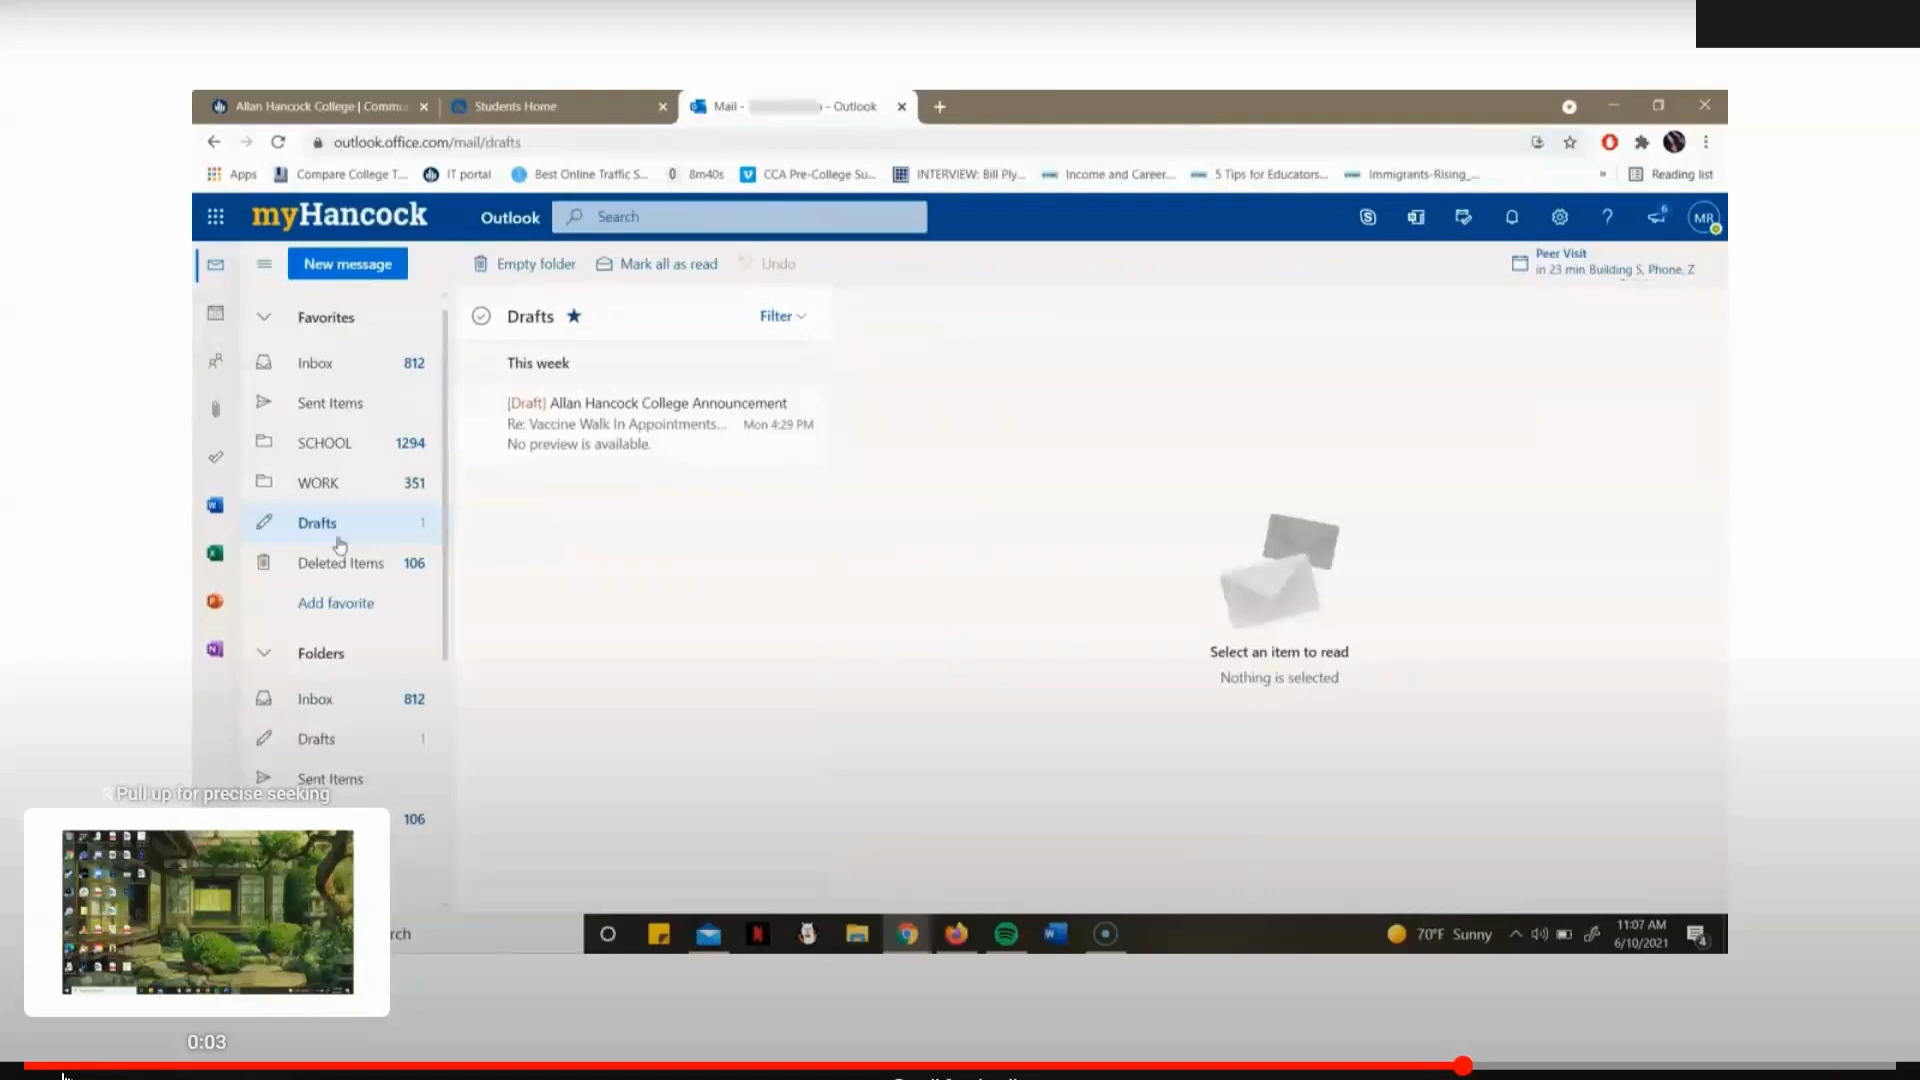 Allan Hancock College | Commu
Students Home
Mail - - Outlook
outlook.office.com/mail/drafts
Apps
Compare College T...
IT portal
Best Online Traffic S...
8m40s
CCA Pre-College Su...
INTERVIEW: Bill Ply...
Income and Career...
5 Tips for Educators...
Immigrants-Rising_...
»
Reading list
myHancock
Outlook
Search
6
MR
New message
Empty folder
Mark all as read
Undo
Peer Visit
in 23 min Building S, Phone, Z
Favorites
Drafts
Filter
Inbox 812
This week
Sent Items
[Draft] Allan Hancock College Announcement
Re: Vaccine Walk In Appointments... Mon 4:29 PM
No preview is available.
SCHOOL 1294
WORK 351
Drafts 1
Deleted Items 106
Add favorite
Folders
Select an item to read
Nothing is selected
Inbox 812
Drafts 1
Sent Items
Pull up for precise seeking
106
rch
70°F Sunny
11:07 AM
6/10/2021
4
0:03